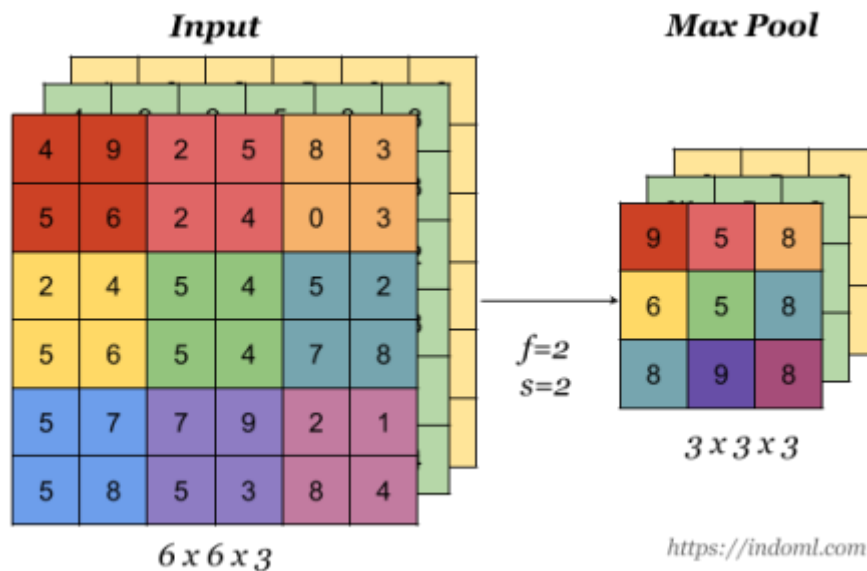 Input
Max Pool
4 9 2 5 8 3
5 6 2 4 0 3
2 4 5 4 5 2
5 6 5 4 7 8
5 7 7 9 2 1
5 8 5 3 8 4
9 5 8
6 5 8
8 9 8
f=2
s=2
6 x 6 x 3
3 x 3 x 3
https://indoml.com